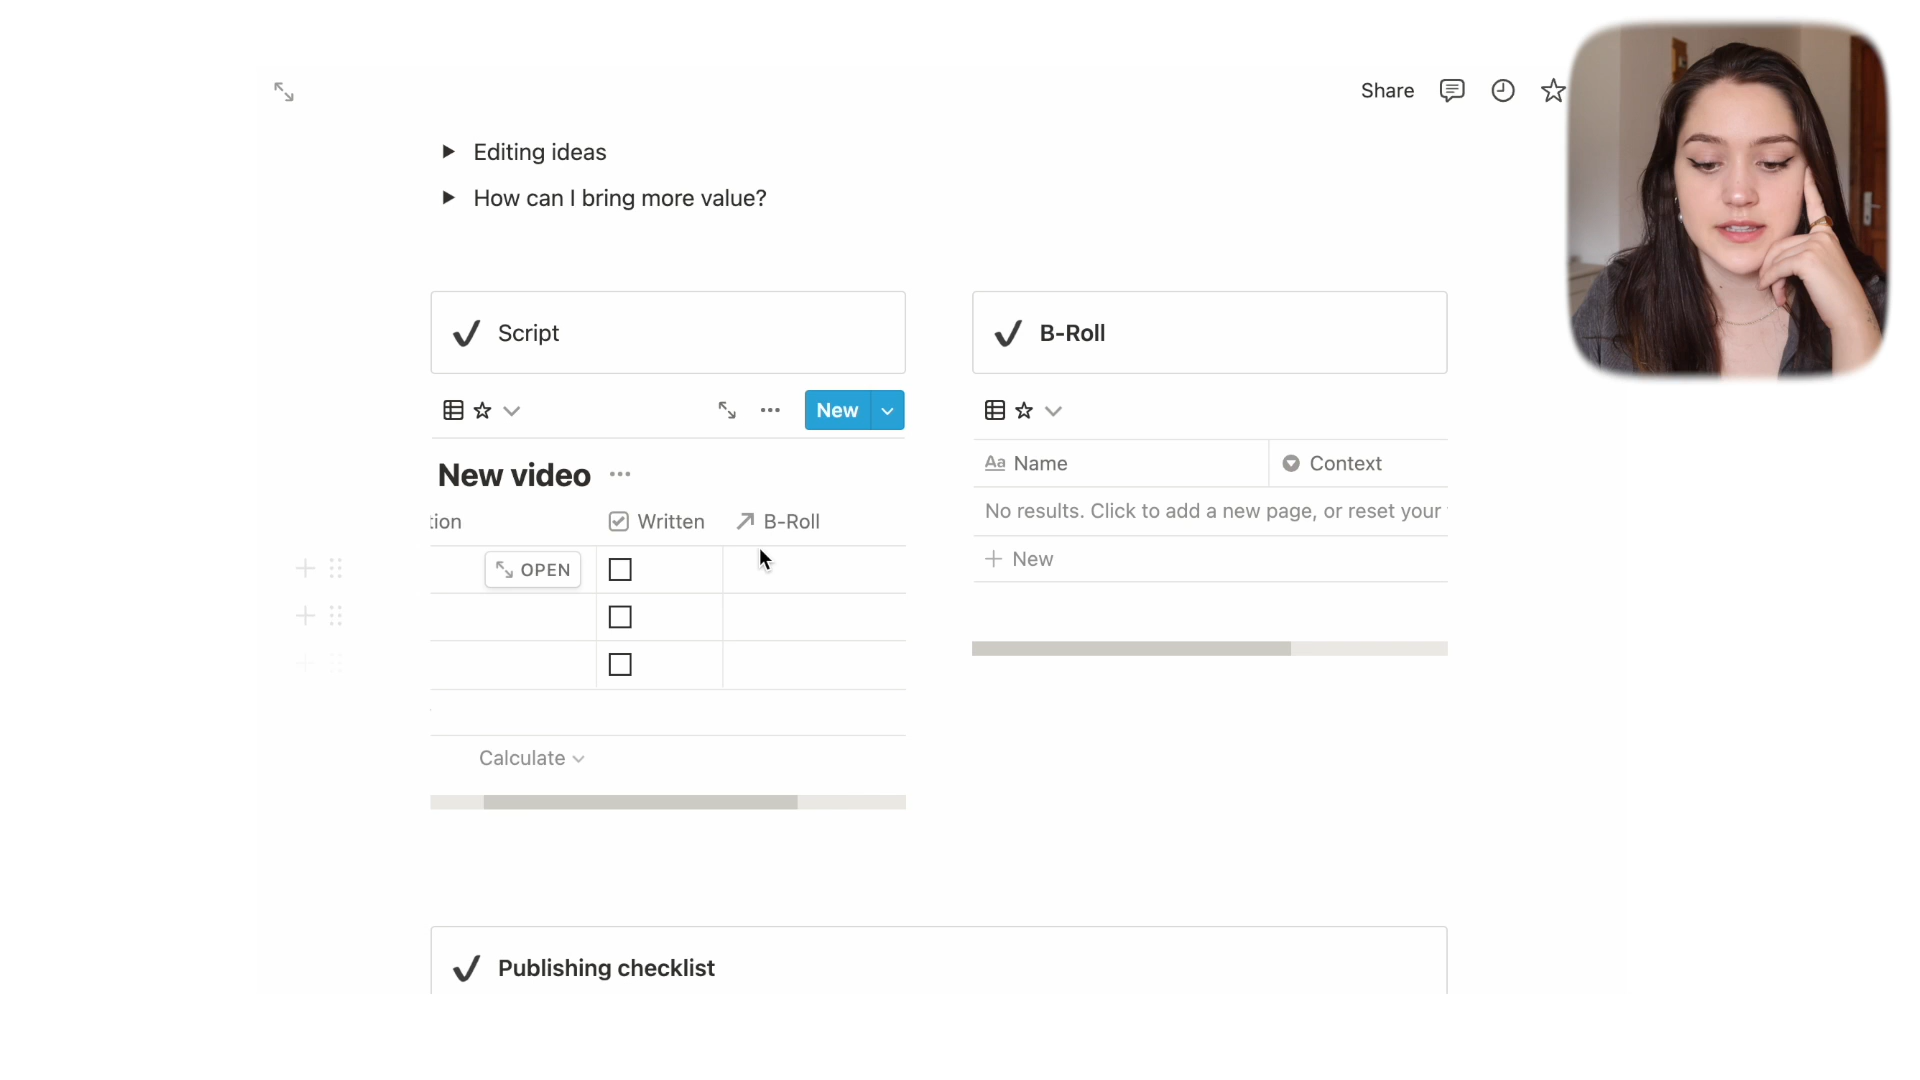 Share
Editing ideas
How can I bring more value?
Script
B-Roll
New
New video
Aa Name
Context
tion
Written
B-Roll
No results. Click to add a new page, or reset your
OPEN
New
Calculate
Publishing checklist